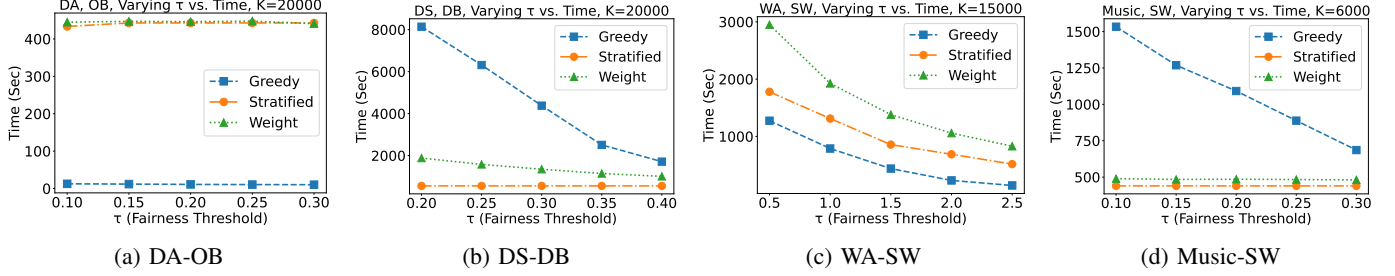 DA, OB, Varying τ vs. Time, K=20000
Time (Sec)
400
300
200
100
0
Greedy
Stratified
Weight
0.10 0.15 0.20 0.25 0.30
τ (Fairness Threshold)
(a) DA-OB
DS, DB, Varying τ vs. Time, K=20000
Time (Sec)
8000
6000
4000
2000
Greedy
Stratified
Weight
0.20 0.25 0.30 0.35 0.40
τ (Fairness Threshold)
(b) DS-DB
WA, SW, Varying τ vs. Time, K=15000
Time (Sec)
3000
2000
1000
Greedy
Stratified
Weight
0.5 1.0 1.5 2.0 2.5
τ (Fairness Threshold)
(c) WA-SW
Music, SW, Varying τ vs. Time, K=6000
Time (Sec)
1500
1250
1000
750
500
Greedy
Stratified
Weight
0.10 0.15 0.20 0.25 0.30
τ (Fairness Threshold)
(d) Music-SW